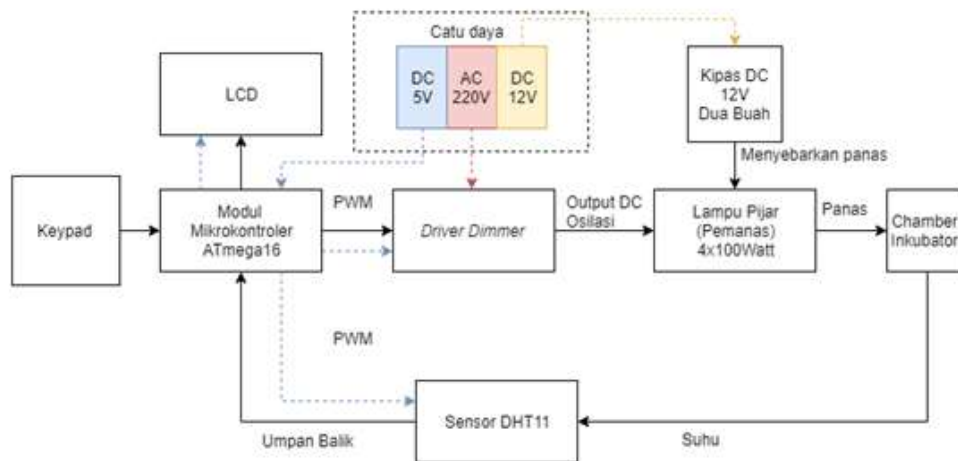 Catu daya
DC
5V
AC
220V
DC
12V
Kipas DC
12V
Dua Buah
LCD
Menyebarkan panas
Keypad
Modul
Mikrokontroler
ATmega16
PWM
Driver Dimmer
Output DC
Osilasi
Lampu Pijar
(Pemanas)
4x100Watt
Panas
Chamber
Inkubator
PWM
Sensor DHT11
Umpan Balik
Suhu